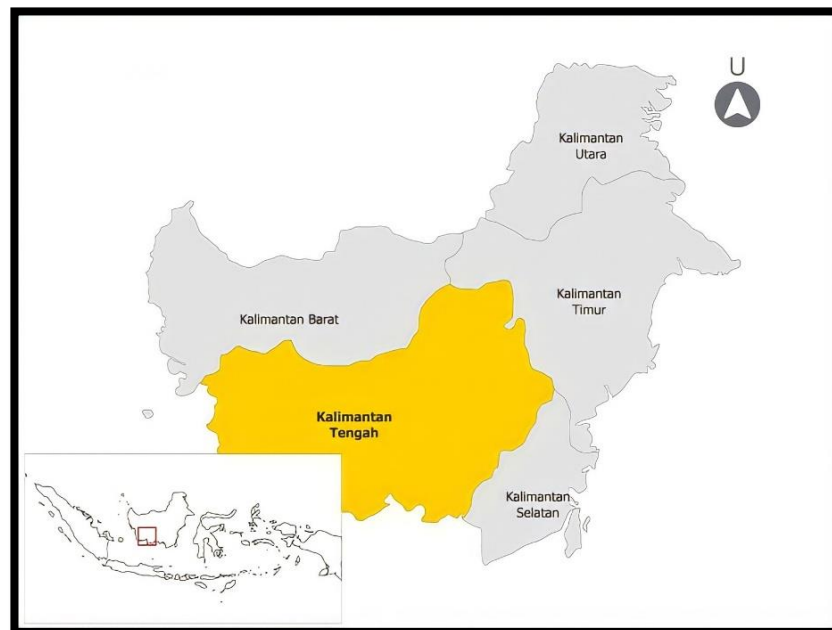 U
Kalimantan
Utara
Kalimantan
Timur
Kalimantan Barat
Kalimantan
Tengah
Kalimantan
Selatan